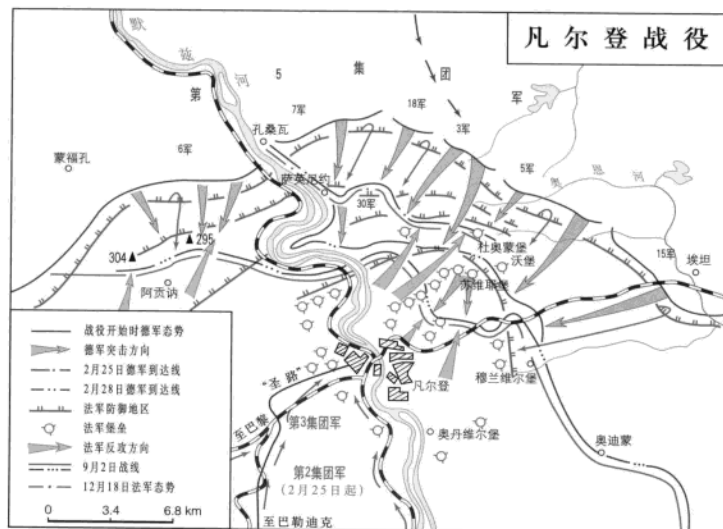 凡尔登战役
默兹河
第5集团军
7军
18军
3军
5军
6军
15军
30军
孔桑瓦
蒙福孔
萨英尼约
奥恩河
304
295
阿贡讷
杜奥蒙堡
沃堡
苏维耶堡
埃坦
穆兰维尔堡
凡尔登
“圣路”
至巴黎
第3集团军
第2集团军
(2月25日起)
至巴勒迪克
奥丹维尔堡
奥迪蒙
战役开始时德军态势
德军突击方向
2月25日德军到达线
2月28日德军到达线
法军防御地区
法军堡垒
法军反攻方向
9月2日战线
12月18日法军态势
0 3.4 6.8 km